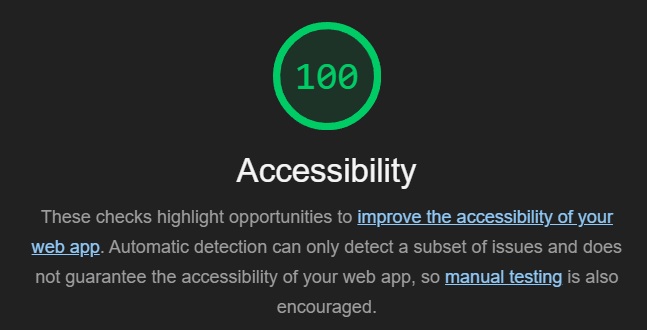 100
Accessibility
These checks highlight opportunities to improve the accessibility of your
web app. Automatic detection can only detect a subset of issues and does
not guarantee the accessibility of your web app, so manual testing is also
encouraged.